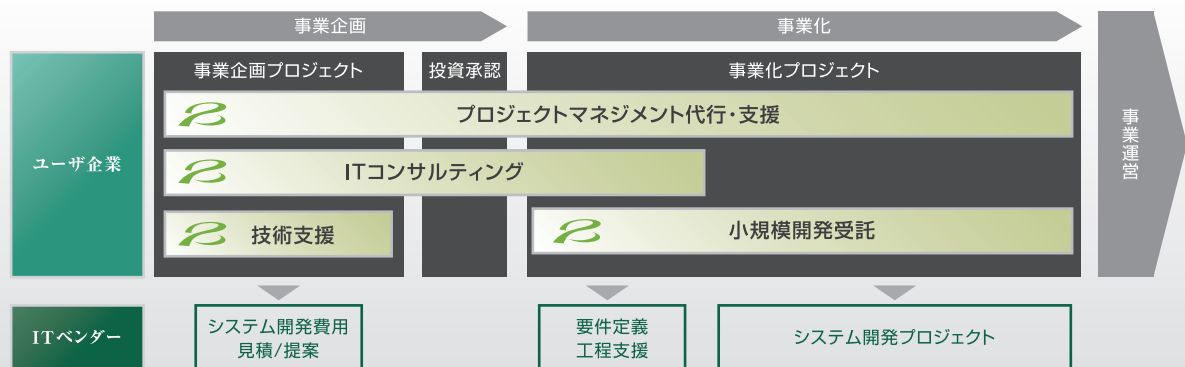 事業企画
事業化
事業企画プロジェクト
投資承認
事業化プロジェクト
プロジェクトマネジメント代行・支援
事業運営
ユーザ企業
ITコンサルティング
技術支援
小規模開発受託
ITベンダー
システム開発費用
見積/提案
要件定義
工程支援
システム開発プロジェクト